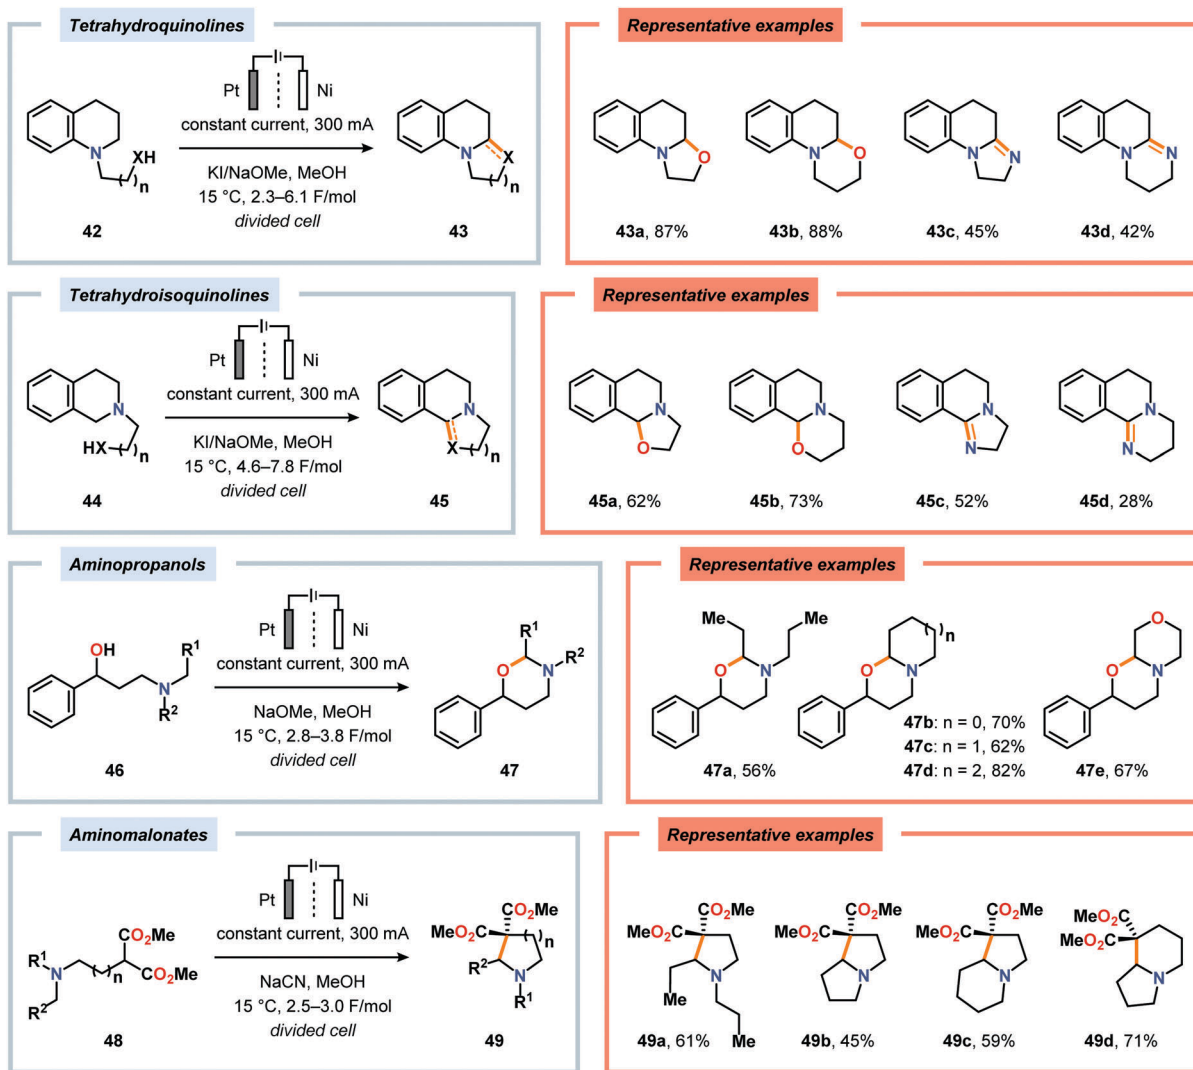 Tetrahydroquinolines
Pt
Ni
constant current, 300 mA
KI/NaOMe, MeOH
15 °C, 2.3–6.1 F/mol
divided cell
N
XH
n
42
N
X
n
43
Representative examples
N
O
43a, 87%
N
O
43b, 88%
N
N
43c, 45%
N
N
43d, 42%
Tetrahydroisoquinolines
Pt
Ni
constant current, 300 mA
KI/NaOMe, MeOH
15 °C, 4.6–7.8 F/mol
divided cell
N
HX
n
44
N
X
n
45
Representative examples
N
O
45a, 62%
N
O
45b, 73%
N
N
45c, 52%
N
N
45d, 28%
Aminopropanols
Pt
Ni
constant current, 300 mA
NaOMe, MeOH
15 °C, 2.8–3.8 F/mol
divided cell
OH
R1
N
R2
46
R1
O
N
R2
47
Representative examples
Me
Me
O
N
47a, 56%
n
O
N
47b: n = 0, 70%
47c: n = 1, 62%
47d: n = 2, 82%
O
O
N
47e, 67%
Aminomalonates
Pt
Ni
constant current, 300 mA
NaCN, MeOH
15 °C, 2.5–3.0 F/mol
divided cell
CO2Me
R1
n
CO2Me
N
R2
48
CO2Me
MeO2C
n
R2
N
R1
49
Representative examples
CO2Me
MeO2C
N
Me
Me
49a, 61%
CO2Me
MeO2C
N
49b, 45%
CO2Me
MeO2C
N
49c, 59%
MeO2C
MeO2C
N
49d, 71%